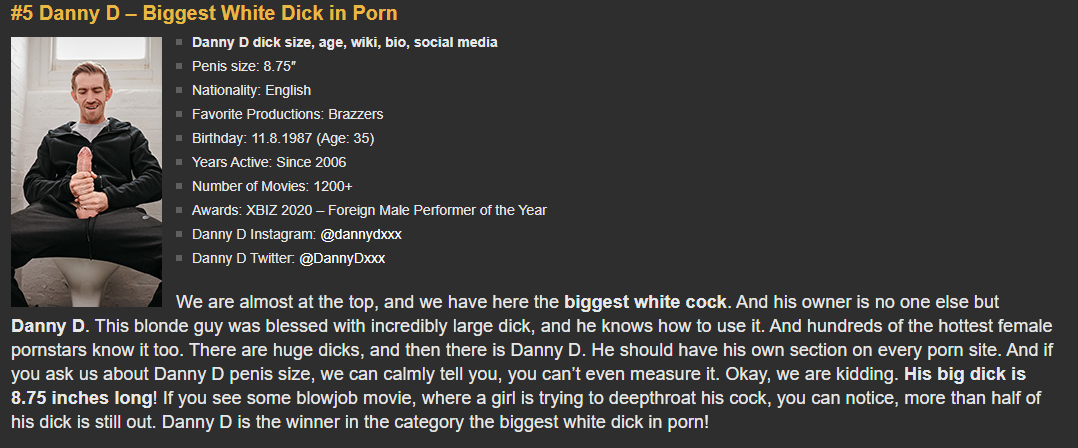 #5 Danny D – Biggest White Dick in Porn
Danny D dick size, age, wiki, bio, social media
Penis size: 8.75″
Nationality: English
Favorite Productions: Brazzers
Birthday: 11.8.1987 (Age: 35)
Years Active: Since 2006
Number of Movies: 1200+
Awards: XBIZ 2020 – Foreign Male Performer of the Year
Danny D Instagram: @dannydxxx
Danny D Twitter: @DannyDxxx
We are almost at the top, and we have here the biggest white cock. And his owner is no one else but
Danny D. This blonde guy was blessed with incredibly large dick, and he knows how to use it. And hundreds of the hottest female
pornstars know it too. There are huge dicks, and then there is Danny D. He should have his own section on every porn site. And if
you ask us about Danny D penis size, we can calmly tell you, you can’t even measure it. Okay, we are kidding. His big dick is
8.75 inches long! If you see some blowjob movie, where a girl is trying to deepthroat his cock, you can notice, more than half of
his dick is still out. Danny D is the winner in the category the biggest white dick in porn!